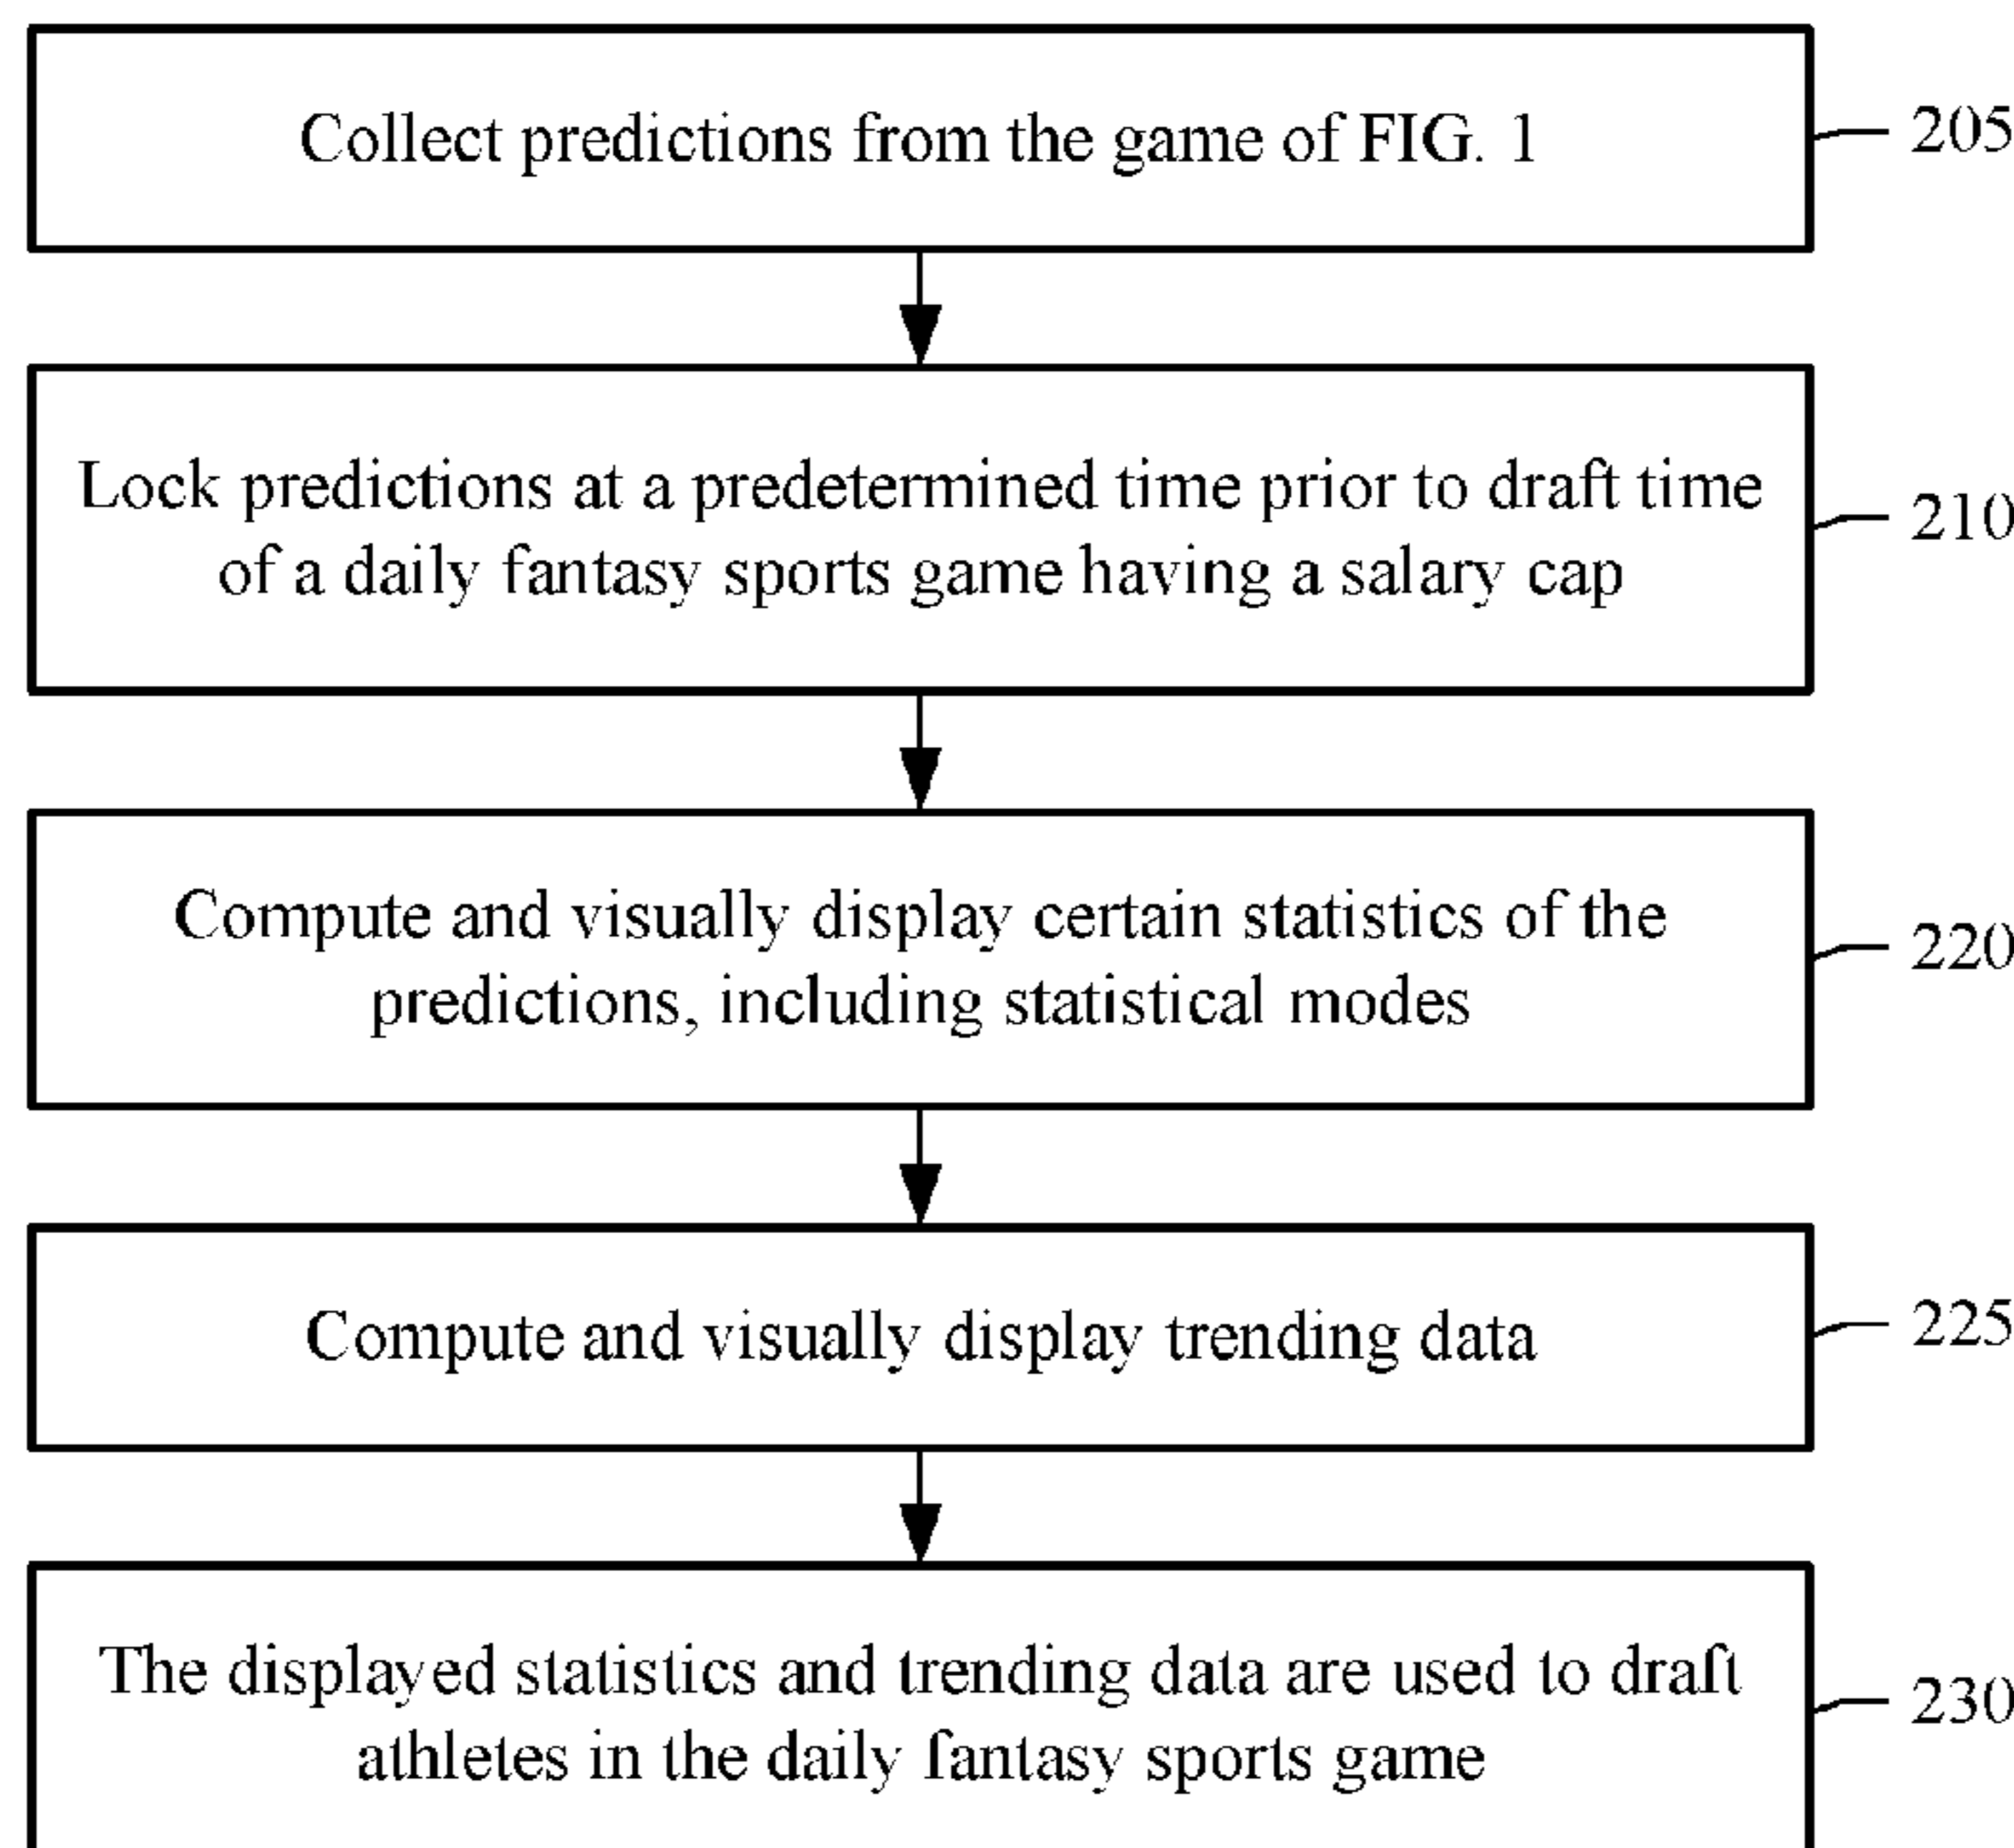 Collect predictions from the game of FIG. 1
205
Lock predictions at a predetermined time prior to draft time
of a daily fantasy sports game having a salary cap
210
Compute and visually display certain statistics of the
predictions, including statistical modes
220
Compute and visually display trending data
225
The displayed statistics and trending data are used to draft
athletes in the daily fantasy sports game
230